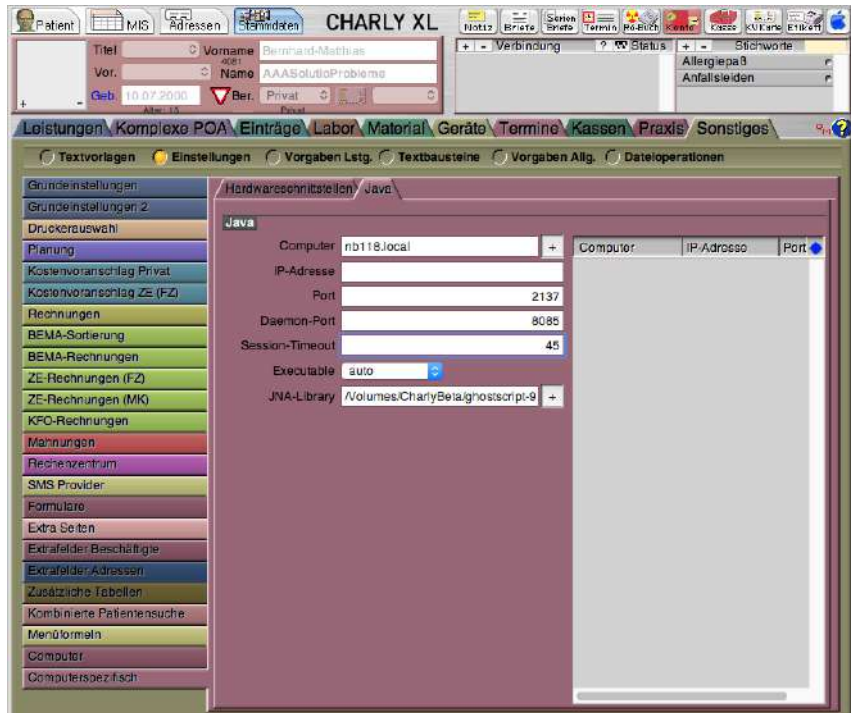 Patient MIS Adressen Stammdaten CHARLY XL Notiz Briefe Serien Briefe Termin Rö-Buch Konto Kasse KV Karte Etikett
Titel Vorname Bernhard-Mathias
4081
Vor. Name AAASolutioProblemo
Geb. 10.07.2000 Ber. Privat
Alter: 15 Privat
+ - Verbindung ? Status + - Stichworte
Allergiepaß
Anfallsleiden
Leistungen Komplexe POA Einträge Labor Material Geräte Termine Kassen Praxis Sonstiges
Textvorlagen Einstellungen Vorgaben Lstg. Textbausteine Vorgaben Allg. Dateioperationen
Grundeinstellungen
Grundeinstellungen 2
Druckerauswahl
Planung
Kostenvoranschlag Privat
Kostenvoranschlag ZE (FZ)
Rechnungen
BEMA-Sortierung
BEMA-Rechnungen
ZE-Rechnungen (FZ)
ZE-Rechnungen (MK)
KFO-Rechnungen
Mahnungen
Rechenzentrum
SMS Provider
Formulare
Extra Seiten
Extrafelder Beschäftigte
Extrafelder Adressen
Zusätzliche Tabellen
Kombinierte Patientensuche
Menüformeln
Computer
Computerspezifisch
Hardwareschnittstellen Java
Java
Computer nb118.local +
IP-Adresse
Port 2137
Daemon-Port 8085
Session-Timeout 45
Executable auto
JNA-Library /Volumes/CharlyBeta/ghostscript-9 +
Computer IP-Adresse Port